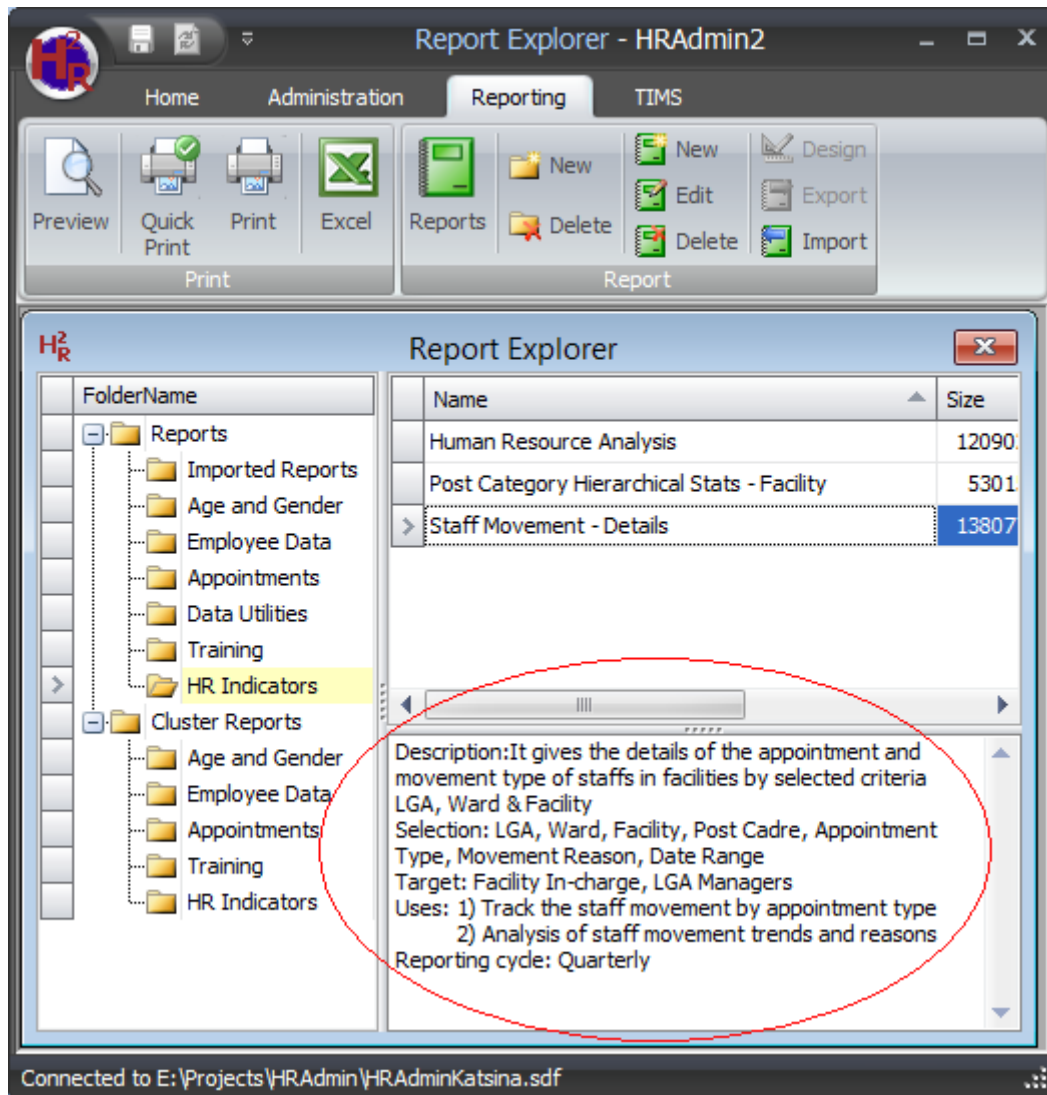 H2R
Report Explorer - HRAdmin2
Home Administration Reporting TIMS
Preview
Quick Print
Print
Excel
Print
Reports
New
Delete
New
Edit
Delete
Design
Export
Import
Report
H2R
Report Explorer
FolderName
Reports
Imported Reports
Age and Gender
Employee Data
Appointments
Data Utilities
Training
HR Indicators
Cluster Reports
Age and Gender
Employee Data
Appointments
Training
HR Indicators
Name Size
Human Resource Analysis 12090
Post Category Hierarchical Stats - Facility 5301
Staff Movement - Details 13807
Description:It gives the details of the appointment and
movement type of staffs in facilities by selected criteria
LGA, Ward & Facility
Selection: LGA, Ward, Facility, Post Cadre, Appointment
Type, Movement Reason, Date Range
Target: Facility In-charge, LGA Managers
Uses: 1) Track the staff movement by appointment type
2) Analysis of staff movement trends and reasons
Reporting cycle: Quarterly
Connected to E:\Projects\HRAdmin\HRAdminKatsina.sdf